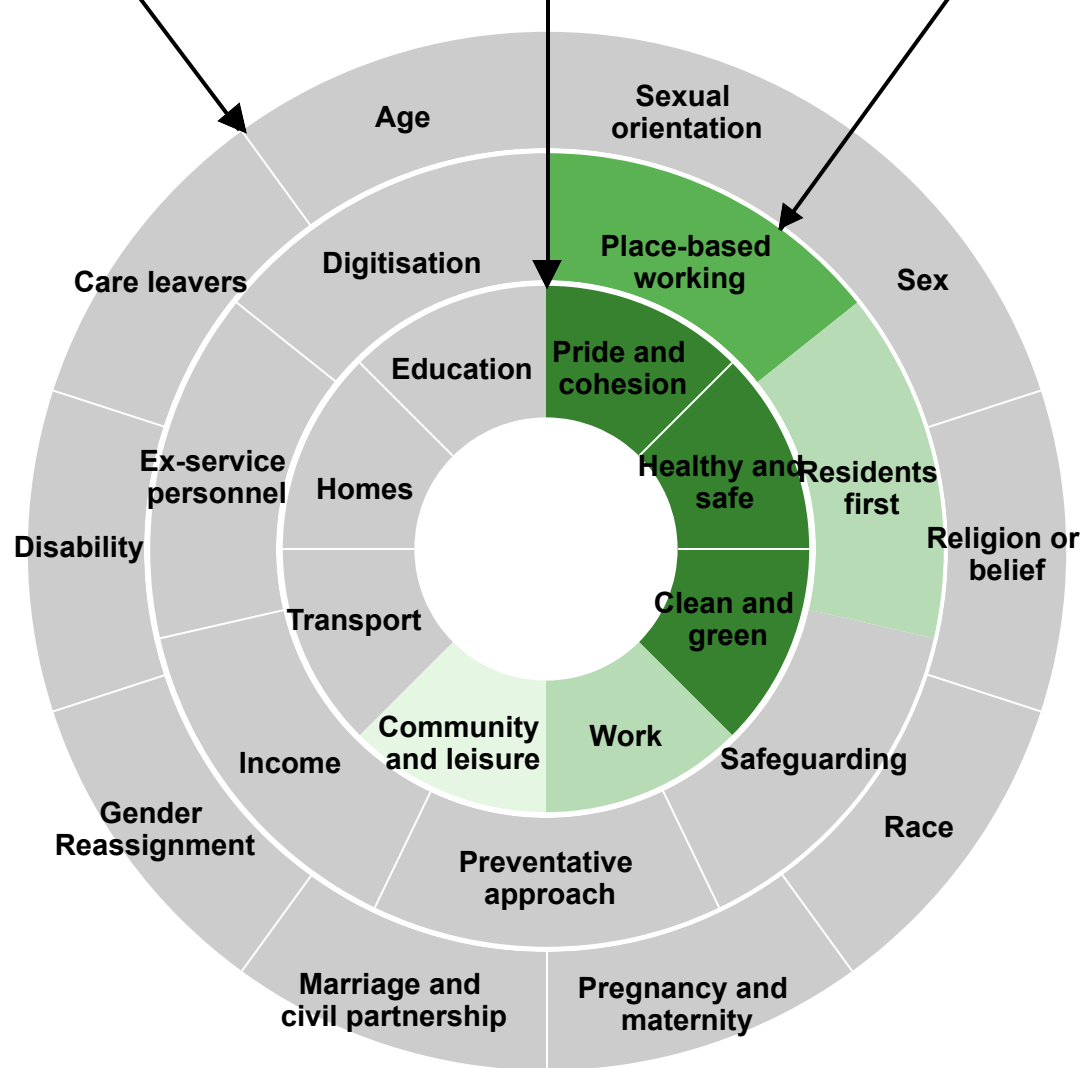 Age
Sexual
orientation
Digitisation
Place-based
working
Care leavers
Sex
Education
Pride and
cohesion
Ex-service
personnel
Homes
Healthy and
safe
Residents
first
Disability
Religion or
belief
Transport
Clean and
green
Community
and leisure
Work
Income
Safeguarding
Gender
Reassignment
Race
Preventative
approach
Marriage and
civil partnership
Pregnancy and
maternity